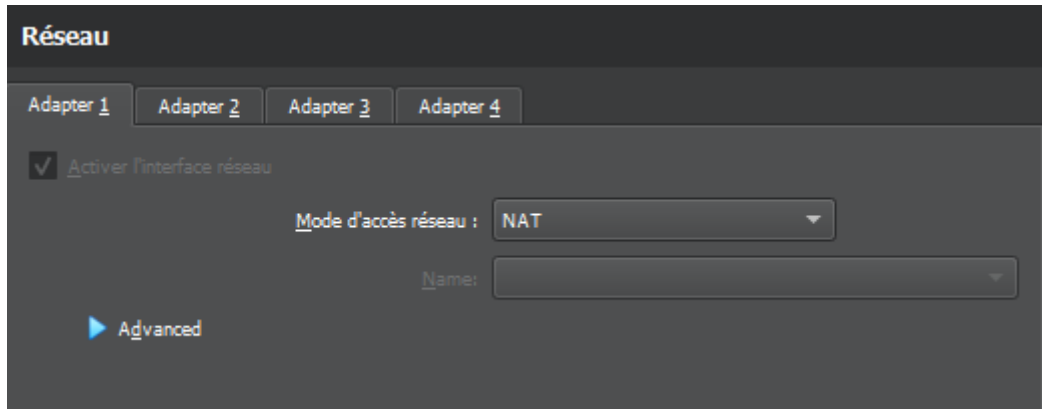 Réseau
Adapter 1 Adapter 2 Adapter 3 Adapter 4
Activer l'interface réseau
Mode d'accès réseau : NAT
Name:
Advanced